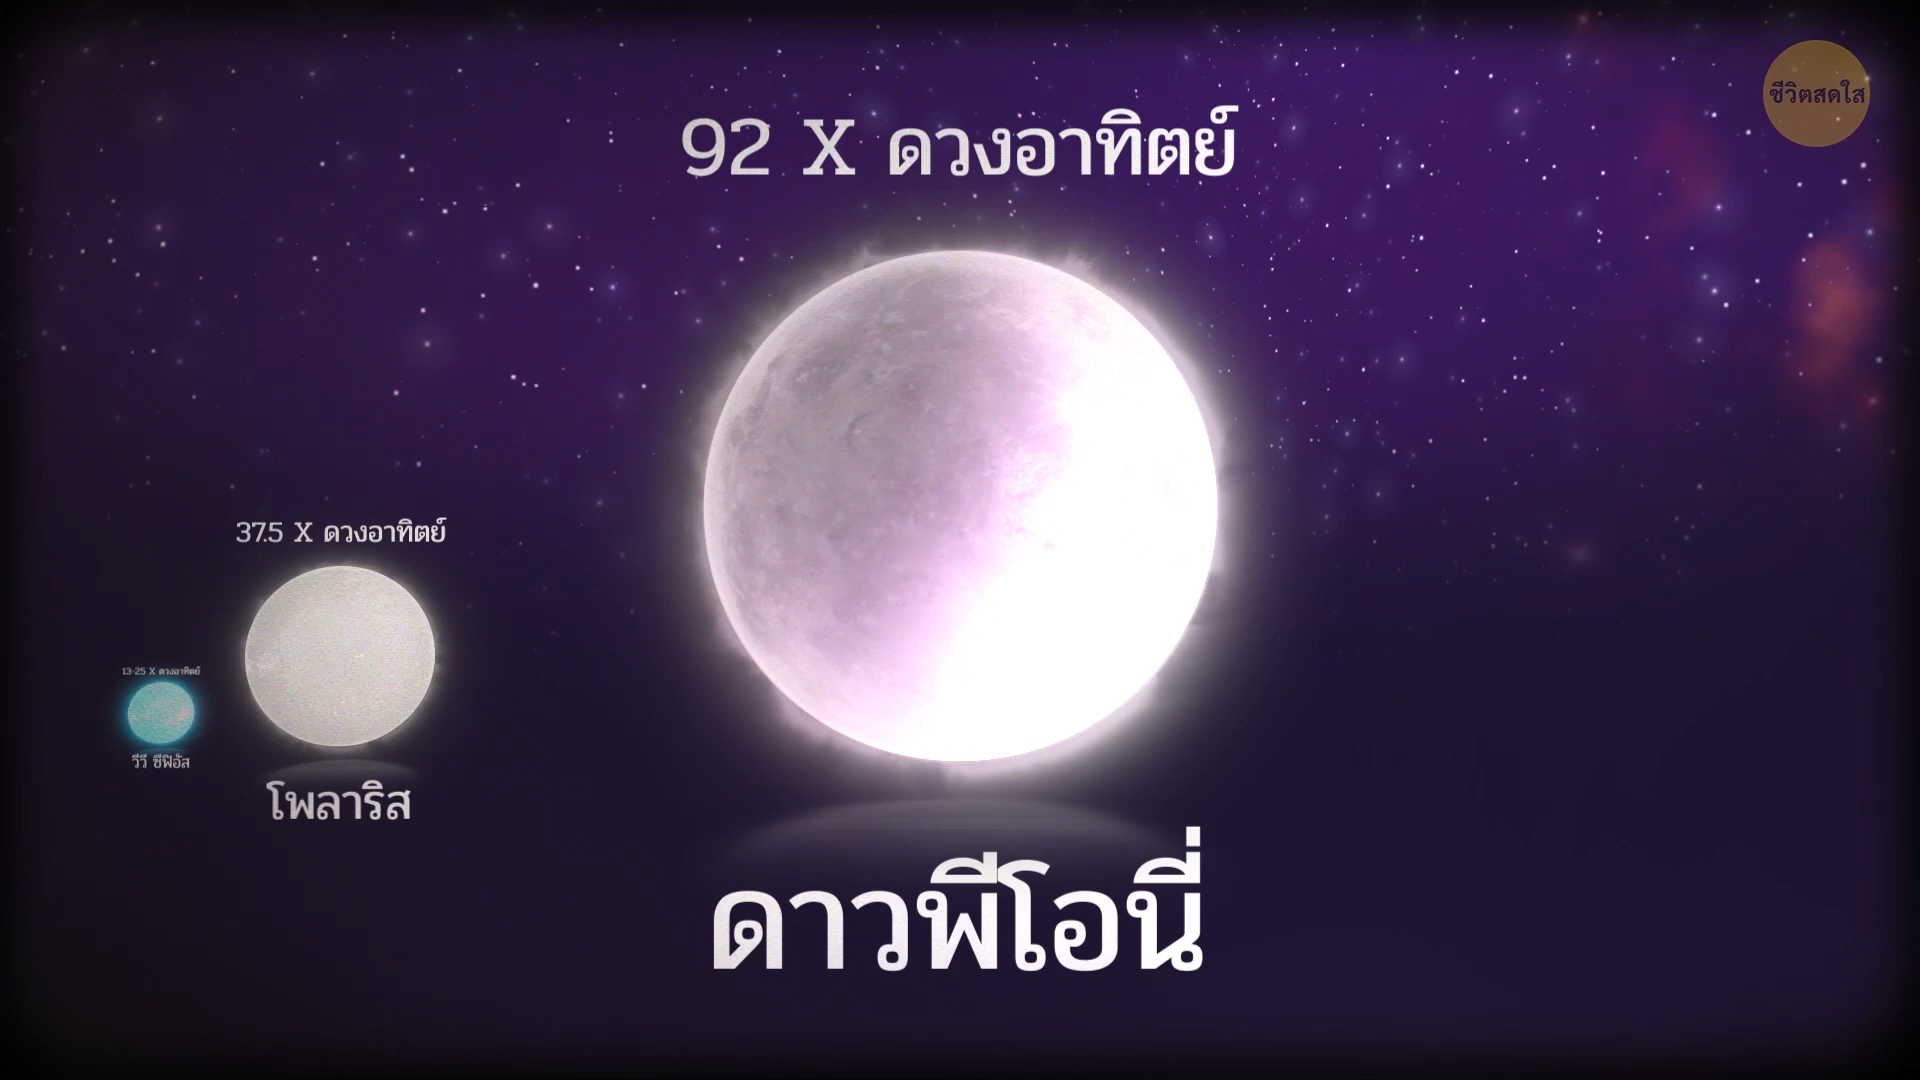 ชีวิตสดใส
92 X ดวงอาทิตย์
ดาวพีโอนี่
37.5 X ดวงอาทิตย์
โพลาริส
13-25 X ดวงอาทิตย์
วีวี ซีฟิอัส